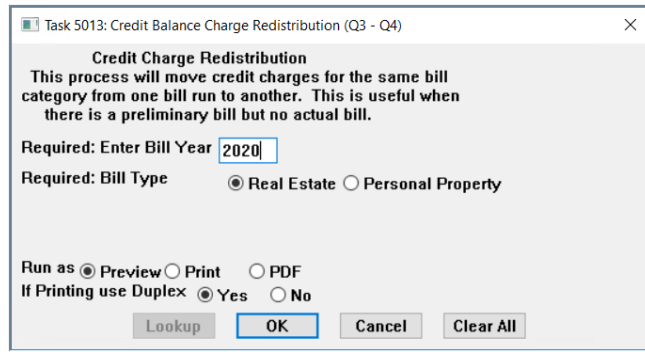 Task 5013: Credit Balance Charge Redistribution (Q3 - Q4)
Credit Charge Redistribution
This process will move credit charges for the same bill
category from one bill run to another. This is useful when
there is a preliminary bill but no actual bill.
Required: Enter Bill Year 2020
Required: Bill Type Real Estate Personal Property
Run as Preview Print PDF
If Printing use Duplex Yes No
Lookup OK Cancel Clear All